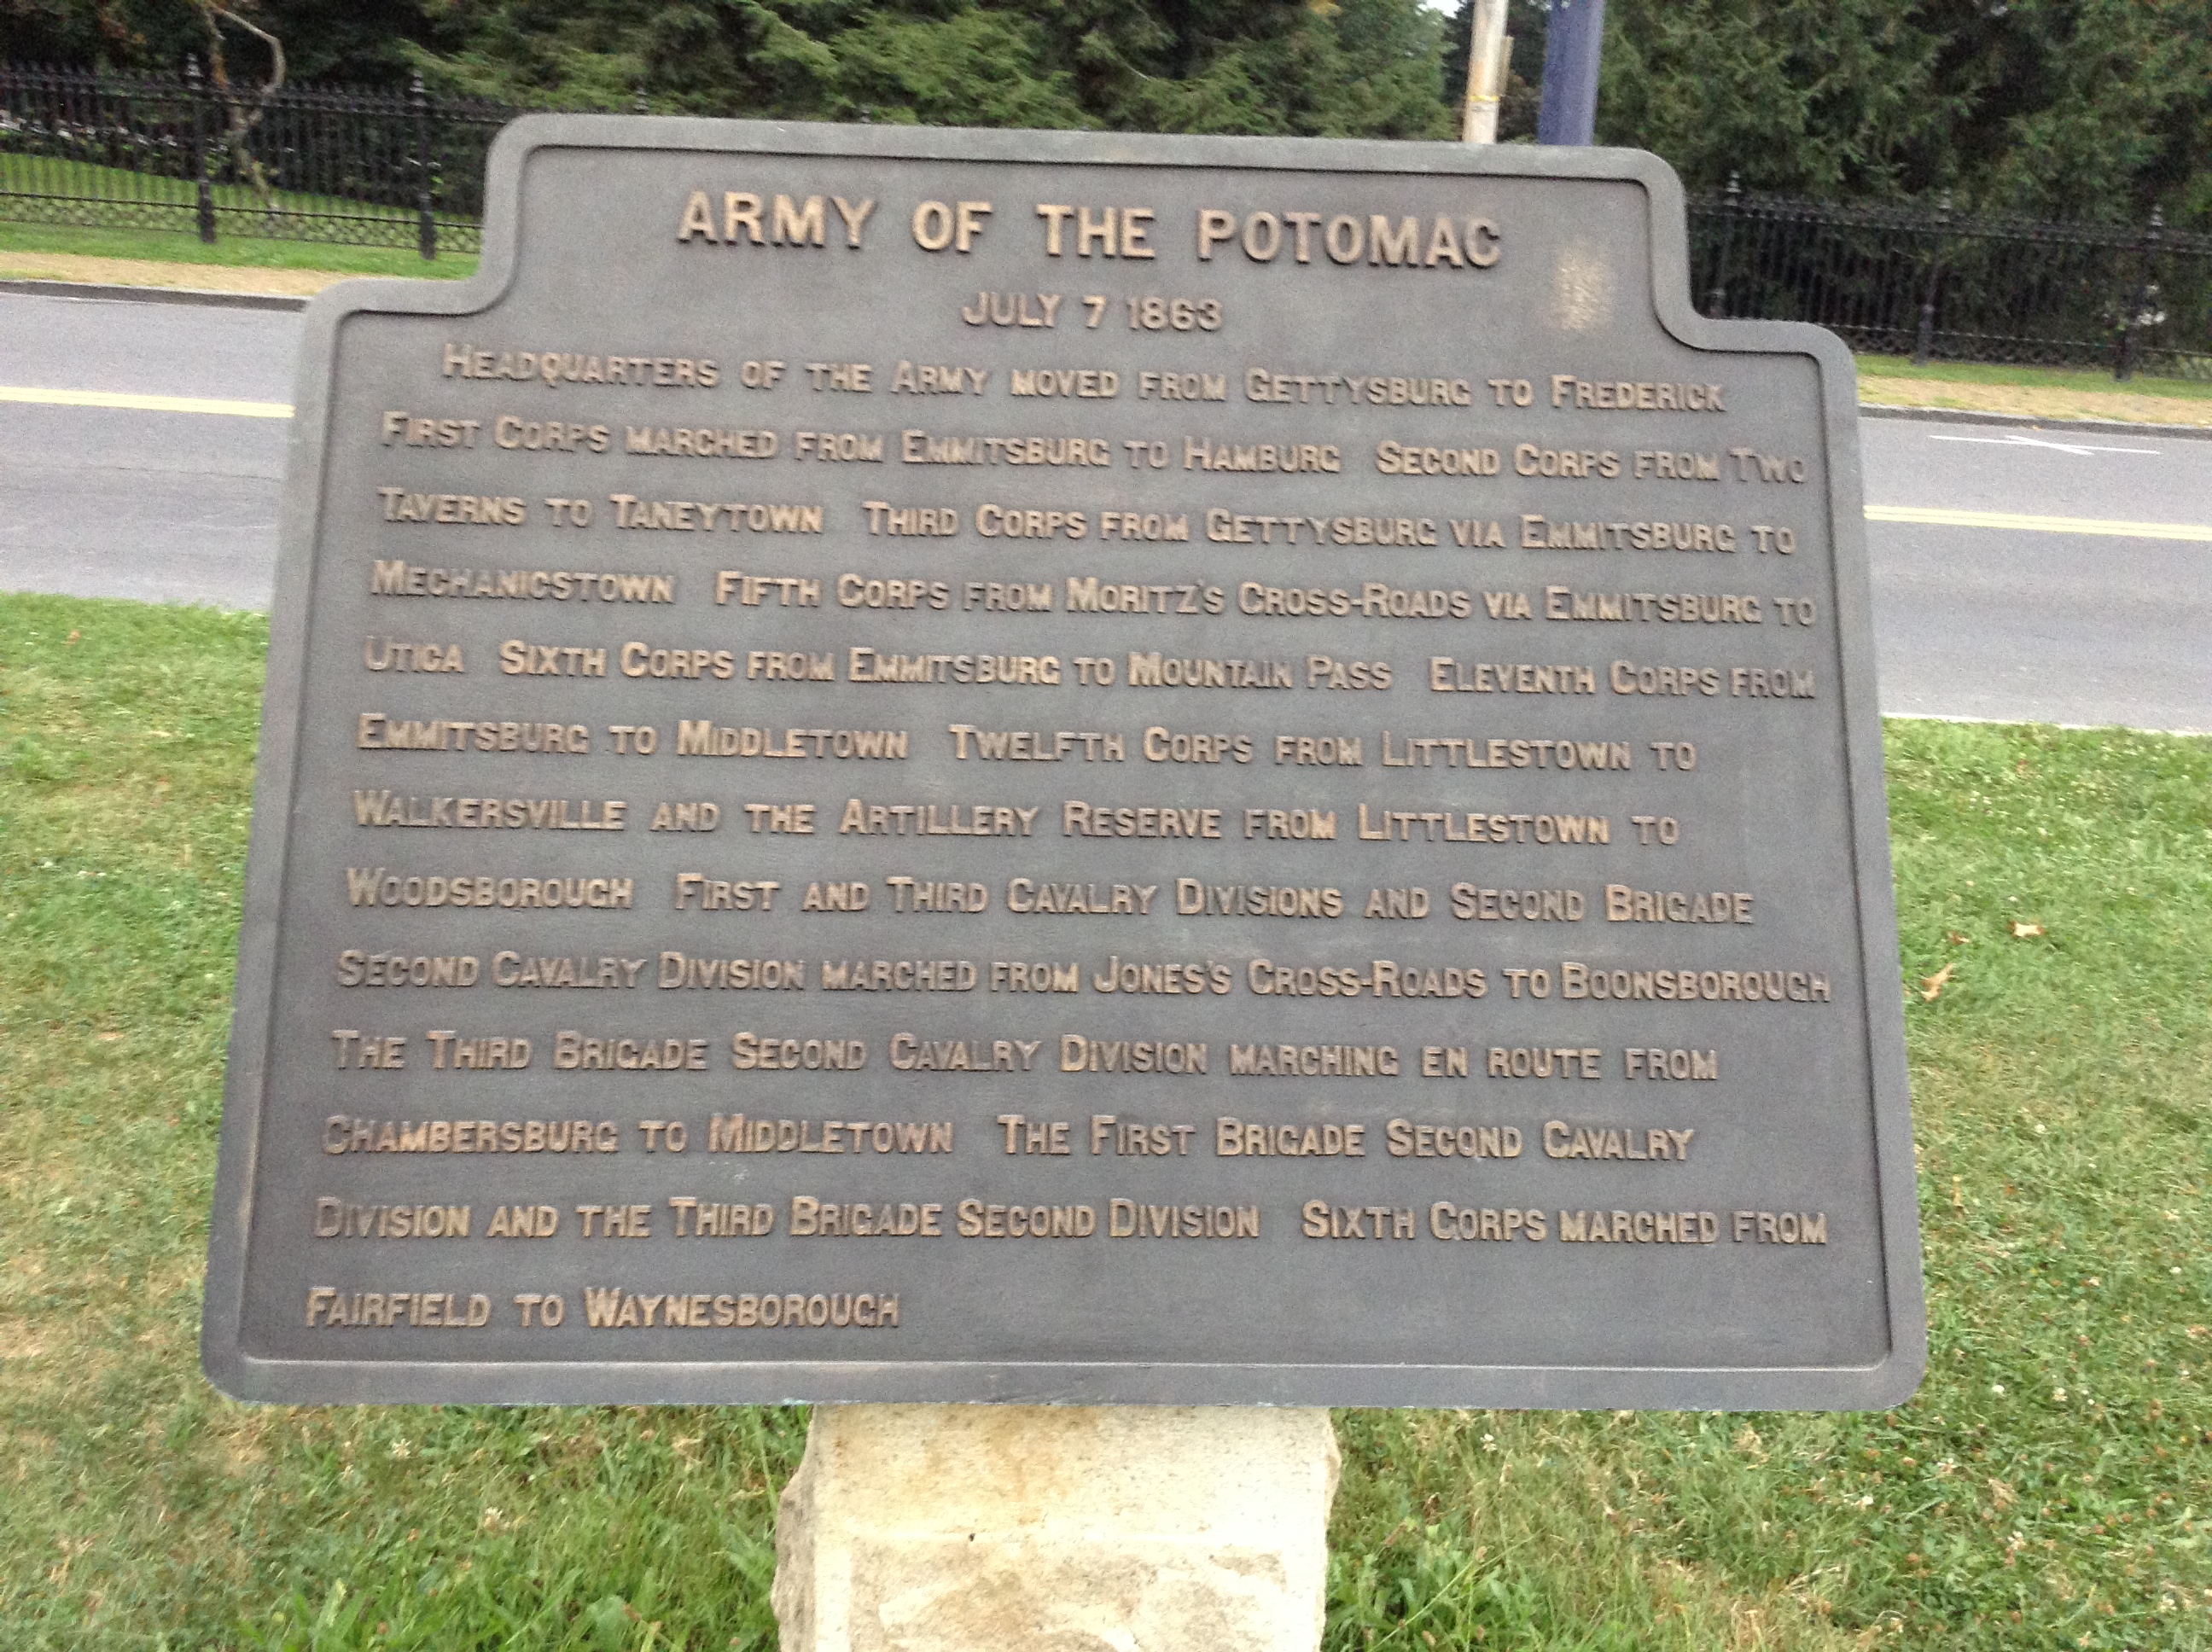 ARMY OF THE POTOMAC
JULY 7 1863
HEADQUARTERS OF THE ARMY MOVED FROM GETTYSBURG TO FREDERICK
FIRST CORPS MARCHED FROM EMMITSBURG TO HAMBURG SECOND CORPS FROM TWO
TAVERNS TO TANEYTOWN THIRD CORPS FROM GETTYSBURG VIA EMMITSBURG TO
MECHANICSTOWN FIFTH CORPS FROM MORITZ'S CROSS-ROADS VIA EMMITSBURG TO
UTICA SIXTH CORPS FROM EMMITSBURG TO MOUNTAIN PASS ELEVENTH CORPS FROM
EMMITSBURG TO MIDDLETOWN TWELFTH CORPS FROM LITTLESTOWN TO
WALKERSVILLE AND THE ARTILLERY RESERVE FROM LITTLESTOWN TO
WOODSBOROUGH FIRST AND THIRD CAVALRY DIVISIONS AND SECOND BRIGADE
SECOND CAVALRY DIVISION MARCHED FROM JONES'S CROSS-ROADS TO BOONSBOROUGH
THE THIRD BRIGADE SECOND CAVALRY DIVISION MARCHING EN ROUTE FROM
CHAMBERSBURG TO MIDDLETOWN THE FIRST BRIGADE SECOND CAVALRY
DIVISION AND THE THIRD BRIGADE SECOND DIVISION SIXTH CORPS MARCHED FROM
FAIRFIELD TO WAYNESBOROUGH